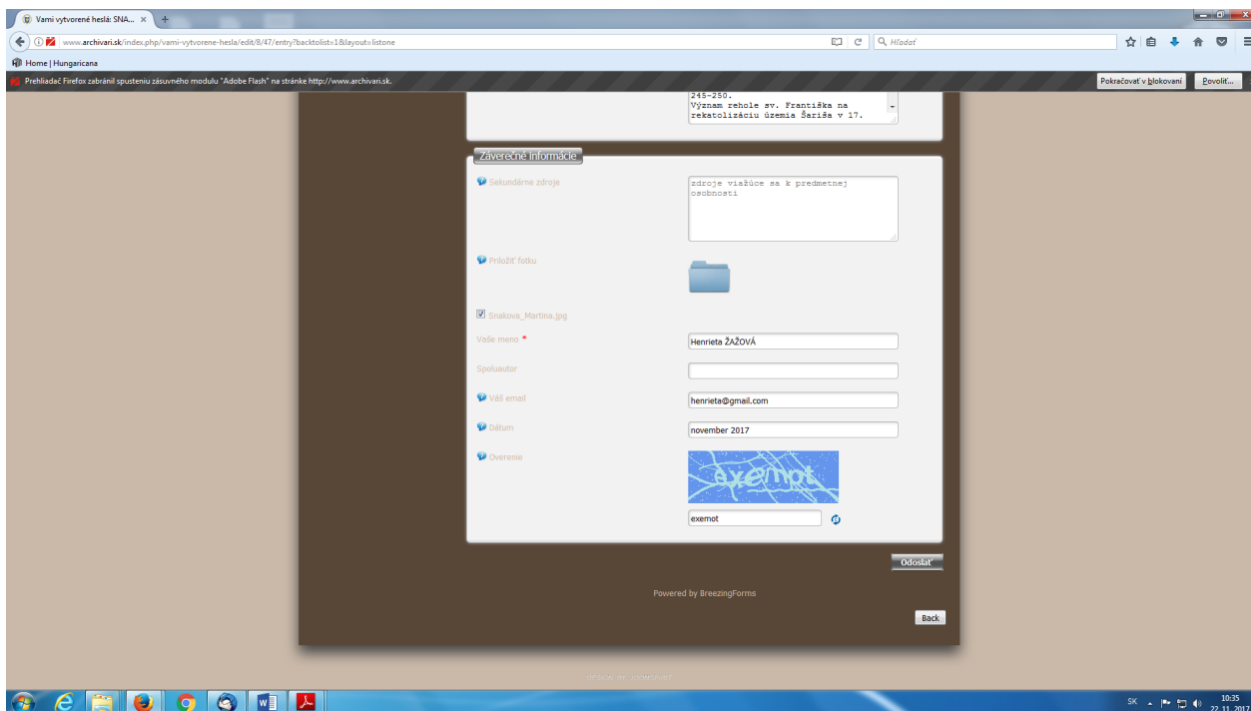 Vami vytvorené heslá: SNA...
www.archivari.sk/index.php/vami-vytvorene-hesla/edit/8/47/entry?backtolist=1&layout=listone
Hľadať
Home | Hungaricana
Prehliadač Firefox zabránil spusteniu zásuvného modulu "Adobe Flash" na stránke http://www.archivari.sk.
Pokračovať v blokovaní
Povoliť...
245-250.
Význam rehole sv. Františka na
rekatolizáciu územia Šariša v 17.
Záverečné informácie
Sekundárne zdroje
zdroje viažúce sa k predmetnej
osobnosti
Priložiť fotku
Snakove_Martina.jpg
Vaše meno *
Henrieta ŽAŽOVÁ
Spoluautor
Váš email
henrieta@gmail.com
Dátum
november 2017
Overenie
exempt
exemot
Odoslať
Powered by BreezingForms
Back
SK
10:35
22. 11. 2017